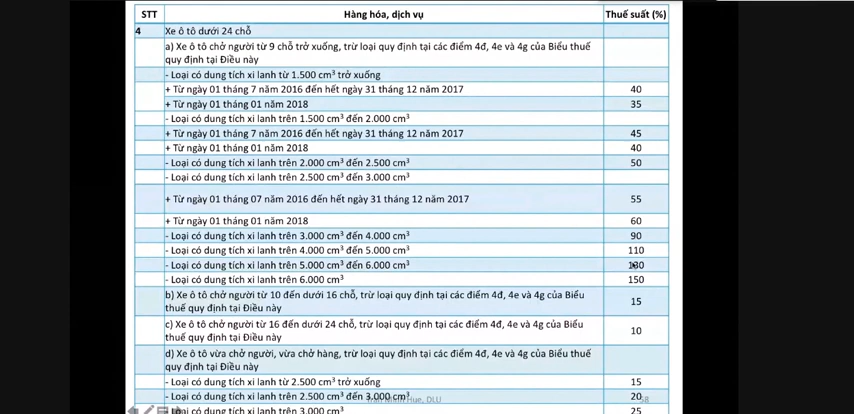 STT Hàng hóa, dịch vụ Thuế suất (%)
4 Xe ô tô dưới 24 chỗ
a) Xe ô tô chở người từ 9 chỗ trở xuống, trừ loại quy định tại các điểm 4đ, 4e và 4g của Biểu thuế
quy định tại Điều này
- Loại có dung tích xi lanh từ 1.500 cm³ trở xuống
+ Từ ngày 01 tháng 7 năm 2016 đến hết ngày 31 tháng 12 năm 2017 40
+ Từ ngày 01 tháng 01 năm 2018 35
- Loại có dung tích xi lanh trên 1.500 cm³ đến 2.000 cm³
+ Từ ngày 01 tháng 7 năm 2016 đến hết ngày 31 tháng 12 năm 2017 45
+ Từ ngày 01 tháng 01 năm 2018 40
- Loại có dung tích xi lanh trên 2.000 cm³ đến 2.500 cm³ 50
- Loại có dung tích xi lanh trên 2.500 cm³ đến 3.000 cm³
+ Từ ngày 01 tháng 07 năm 2016 đến hết ngày 31 tháng 12 năm 2017 55
+ Từ ngày 01 tháng 01 năm 2018 60
- Loại có dung tích xi lanh trên 3.000 cm³ đến 4.000 cm³ 90
- Loại có dung tích xi lanh trên 4.000 cm³ đến 5.000 cm³ 110
- Loại có dung tích xi lanh trên 5.000 cm³ đến 6.000 cm³ 130
- Loại có dung tích xi lanh trên 6.000 cm³ 150
b) Xe ô tô chở người từ 10 đến dưới 16 chỗ, trừ loại quy định tại các điểm 4đ, 4e và 4g của Biểu
thuế quy định tại Điều này 15
c) Xe ô tô chở người từ 16 đến dưới 24 chỗ, trừ loại quy định tại các điểm 4đ, 4e và 4g của Biểu
thuế quy định tại Điều này 10
d) Xe ô tô vừa chở người, vừa chở hàng, trừ loại quy định tại các điểm 4đ, 4e và 4g của Biểu thuế
quy định tại Điều này
- Loại có dung tích xi lanh từ 2.500 cm³ trở xuống 15
- Loại có dung tích xi lanh trên 2.500 cm³ đến 3.000 cm³ 20
Hue, DLU
- Loại có dung tích xi lanh trên 3.000 cm³ 25